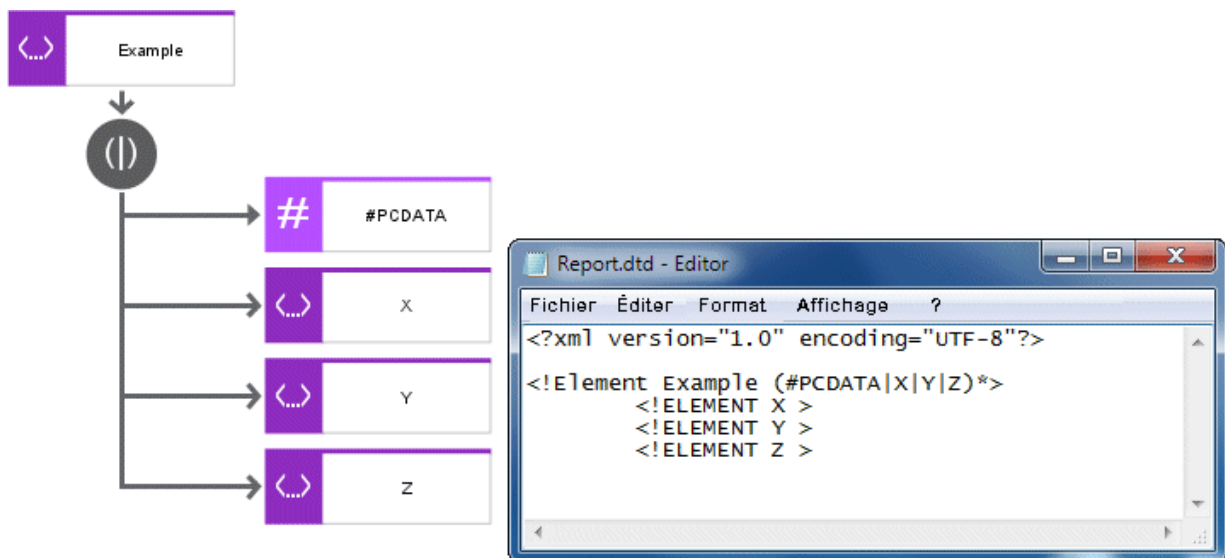 <...> Example
(|)
# #PCDATA
<...> X
<...> Y
<...> Z
Report.dtd - Editor
Fichier Éditer Format Affichage ?
<?xml version="1.0" encoding="UTF-8"?>
<!Element Example (#PCDATA|X|Y|Z)*>
<!ELEMENT X >
<!ELEMENT Y >
<!ELEMENT Z >